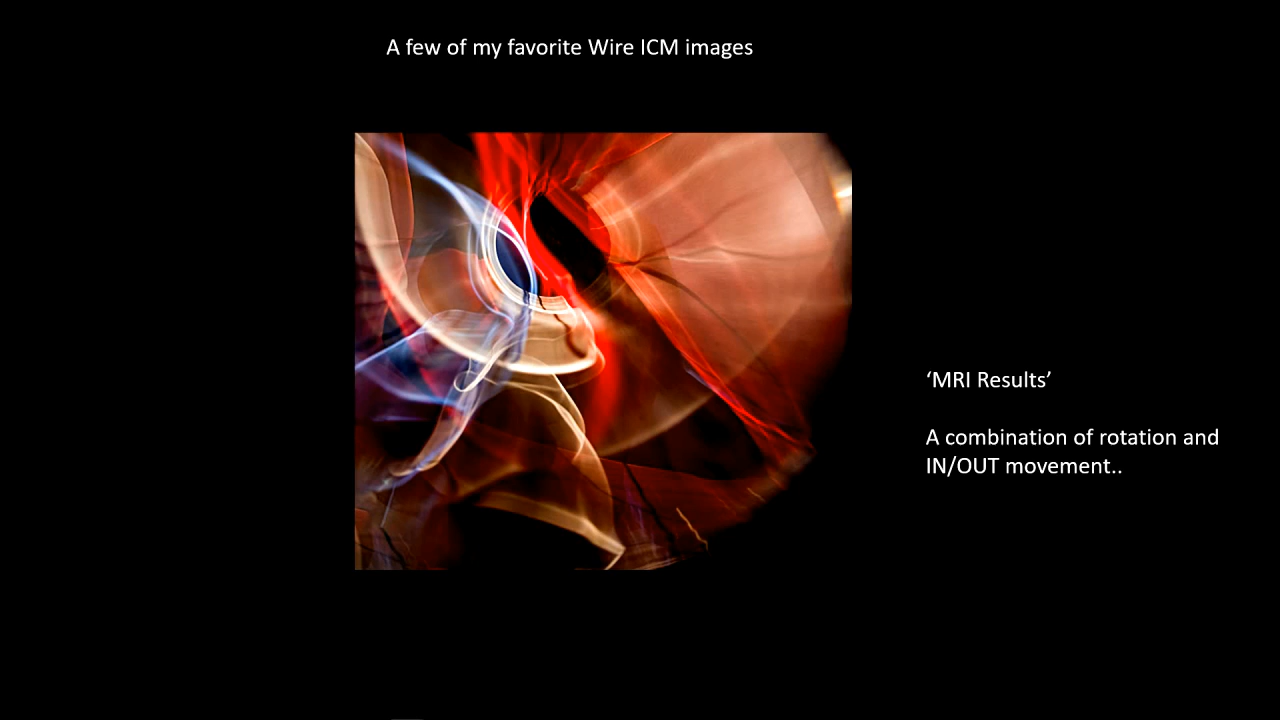 A few of my favorite Wire ICM images
‘MRI Results’
A combination of rotation and
IN/OUT movement..